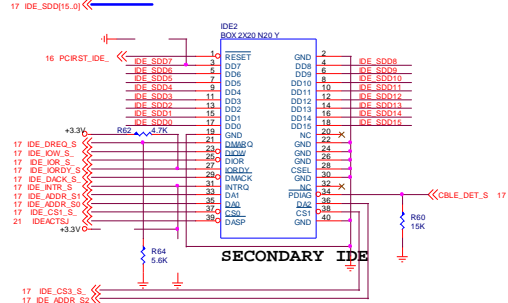 17 IDE_SDD[15..0]
IDE2
BOX 2X20 N20 Y
16 PCIRST_IDE_
1 RESET GND 2
IDE_SDD7 3 DD7 DD8 4 IDE_SDD8
IDE_SDD6 5 DD6 DD9 6 IDE_SDD9
IDE_SDD5 7 DD5 DD10 8 IDE_SDD10
IDE_SDD4 9 DD4 DD11 10 IDE_SDD11
IDE_SDD3 11 DD3 DD12 12 IDE_SDD12
IDE_SDD2 13 DD2 DD13 14 IDE_SDD13
IDE_SDD1 15 DD1 DD14 16 IDE_SDD14
IDE_SDD0 17 DD0 DD15 18 IDE_SDD15
+3.3V R62 4.7K 19 GND NC 20
17 IDE_DREQ_S 21 DMARQ GND 22
17 IDE_IOW_S_ 23 DIOW GND 24
17 IDE_IOR_S_ 25 DIOR GND 26
17 IDE_IORDY_S 27 IORDY CSEL 28
17 IDE_DACK_S_ 29 DMACK GND 30
17 IDE_INTR_S 31 INTRQ NC 32
17 IDE_ADDR_S1 33 DA1 PDIAG 34 CBLE_DET_S 17
17 IDE_ADDR_S0 35 DA0 DA2 36
17 IDE_CS1_S_ 37 CS0 CS1 38
21 IDEACTSJ 39 DASP GND 40
+3.3V
R60
15K
R64
5.6K
SECONDARY IDE
17 IDE_CS3_S_
17 IDE_ADDR_S2